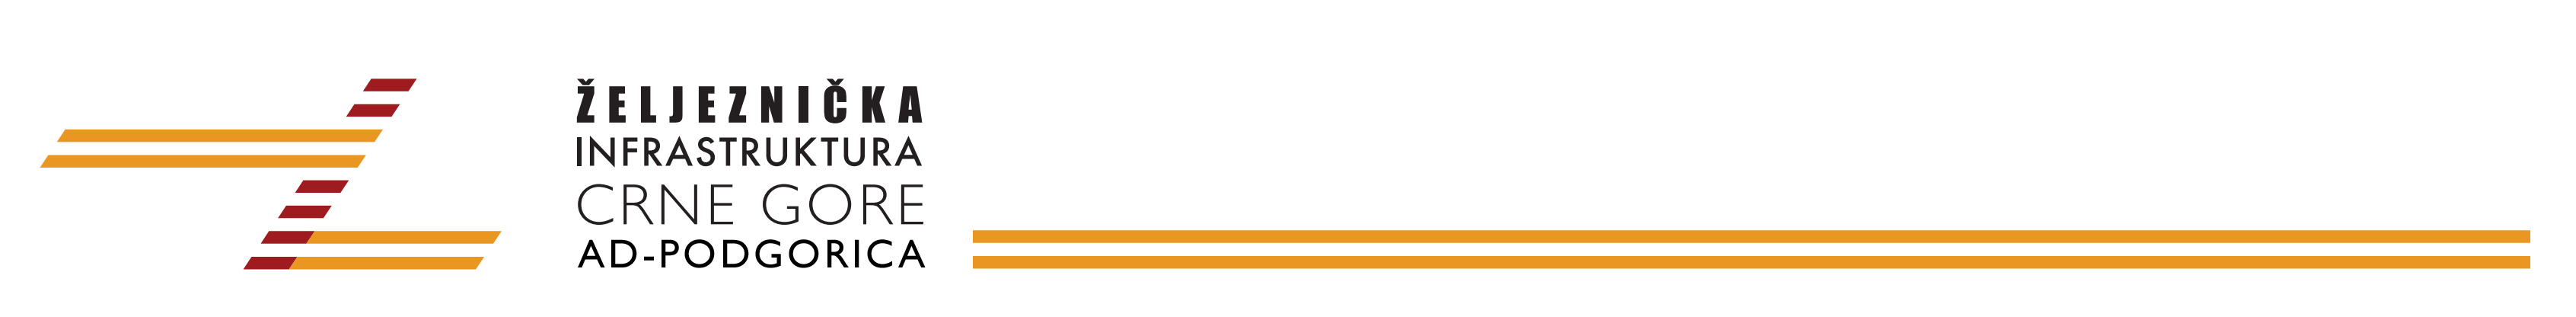 ŽELJEZNIČKA
INFRASTRUKTURA
CRNE GORE
AD-PODGORICA